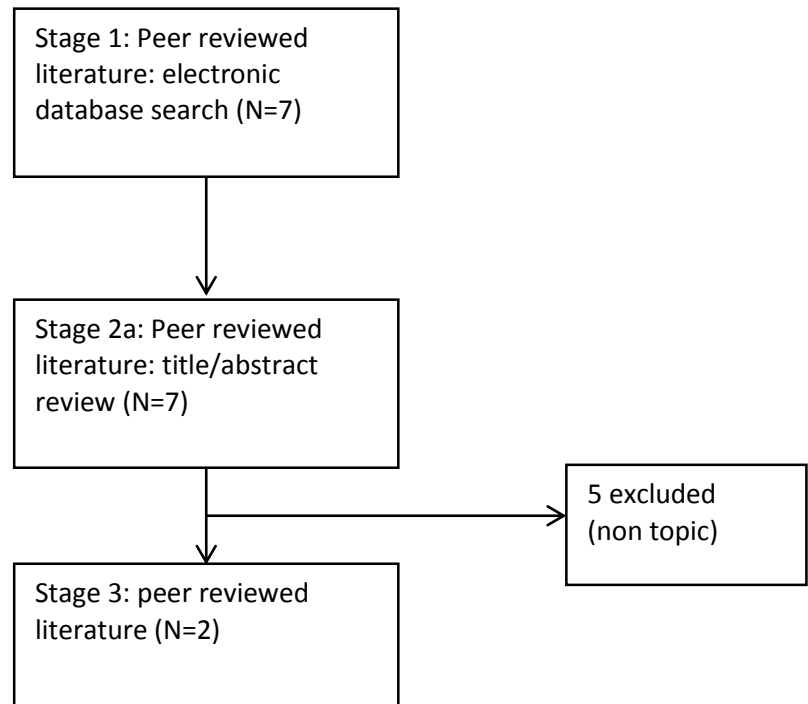 Stage 1: Peer reviewed
literature: electronic
database search (N=7)
Stage 2a: Peer reviewed
literature: title/abstract
review (N=7)
5 excluded
(non topic)
Stage 3: peer reviewed
literature (N=2)